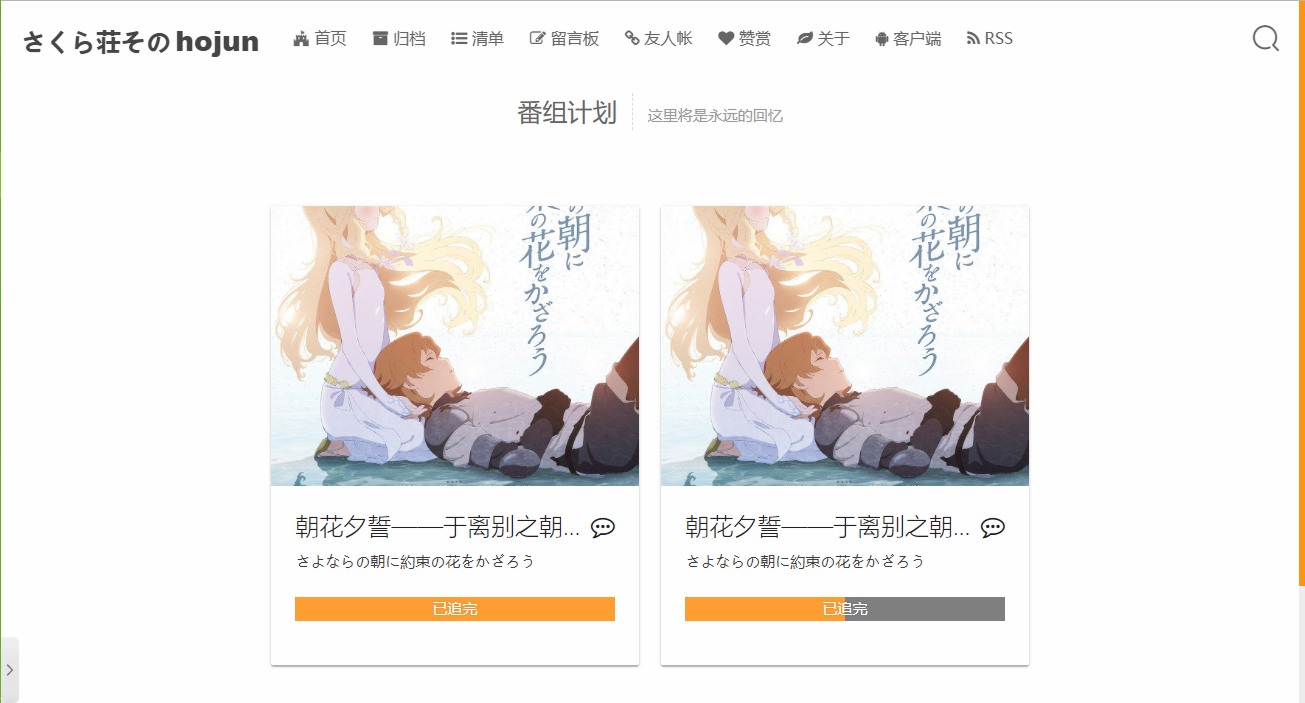 さくら荘その hojun
首页 归档 清单 留言板 友人帐 赞赏 关于 客户端 RSS
番组计划 这里将是永远的回忆
の朝に
の花をかざろう
の朝に
の花をかざろう
朝花夕誓——于离别之朝...
さよならの朝に約束の花をかざろう
已追完
朝花夕誓——于离别之朝...
さよならの朝に約束の花をかざろう
已追完